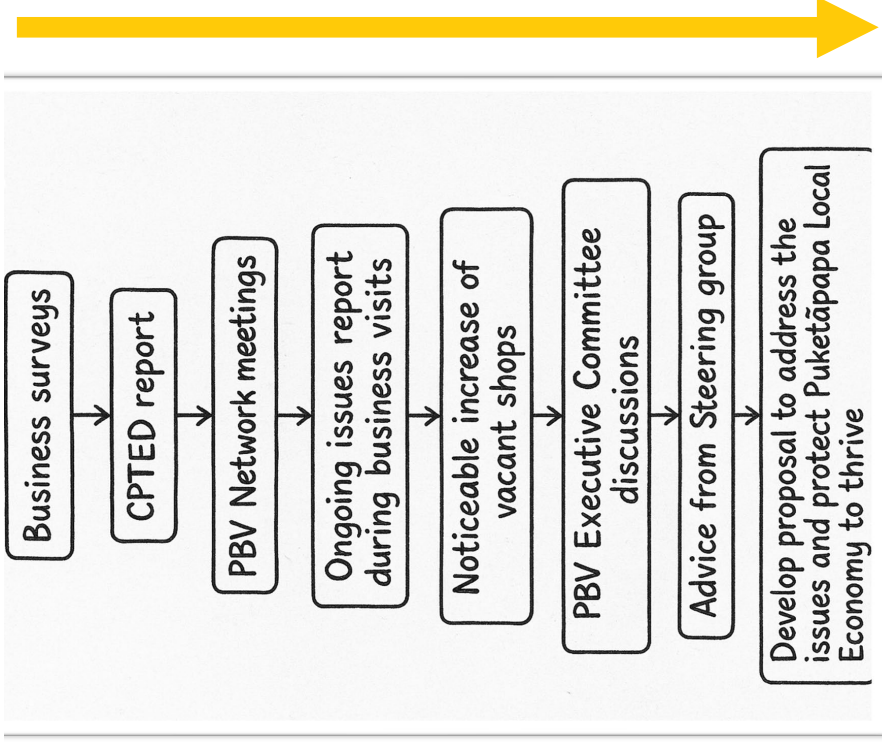 Business surveys
CPTED report
PBV Network meetings
Ongoing issues report
during business visits
Noticeable increase of
vacant shops
PBV Executive Committee
discussions
Advice from Steering group
Develop proposal to address the
issues and protect Puketãpapa Local
Economy to thrive